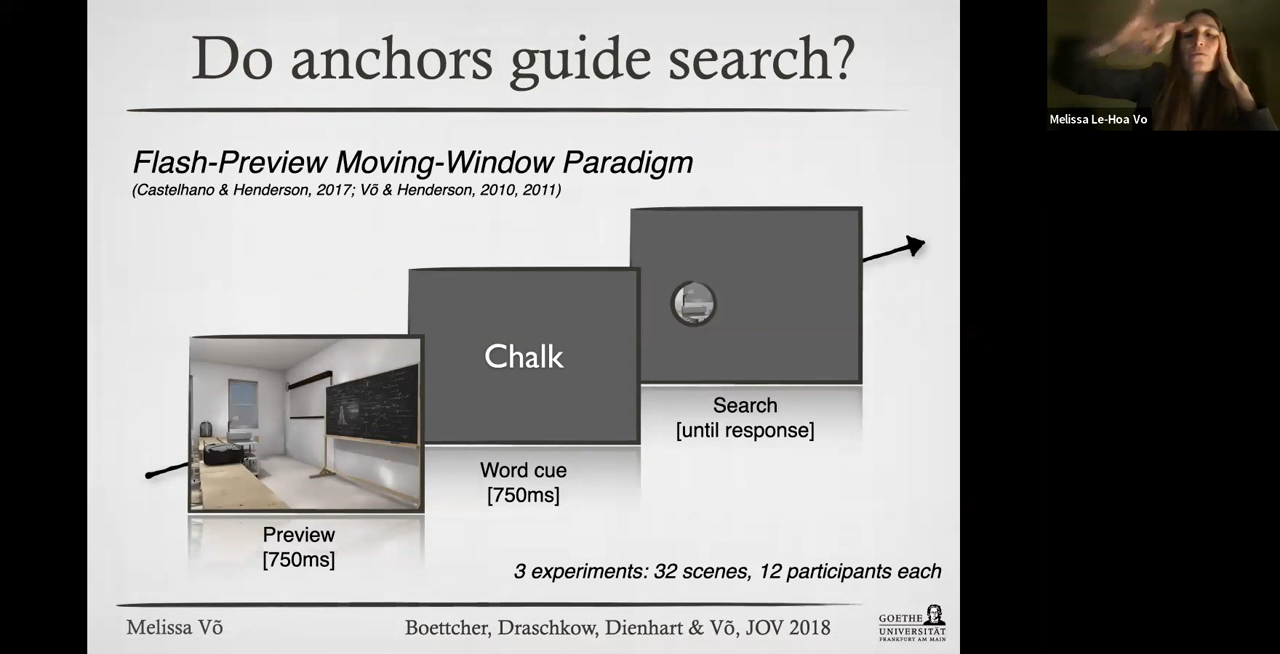 Do anchors guide search?
Flash-Preview Moving-Window Paradigm
(Castelhano & Henderson, 2017; Võ & Henderson, 2010, 2011)
Chalk
Search
[until response]
Word cue
[750ms]
Preview
[750ms]
3 experiments: 32 scenes, 12 participants each
Melissa Võ
Boettcher, Draschkow, Dienhart & Võ, JOV 2018
GOETHE
UNIVERSITÄT
FRANKFURT AM MAIN
Melissa Le-Hoa Vo